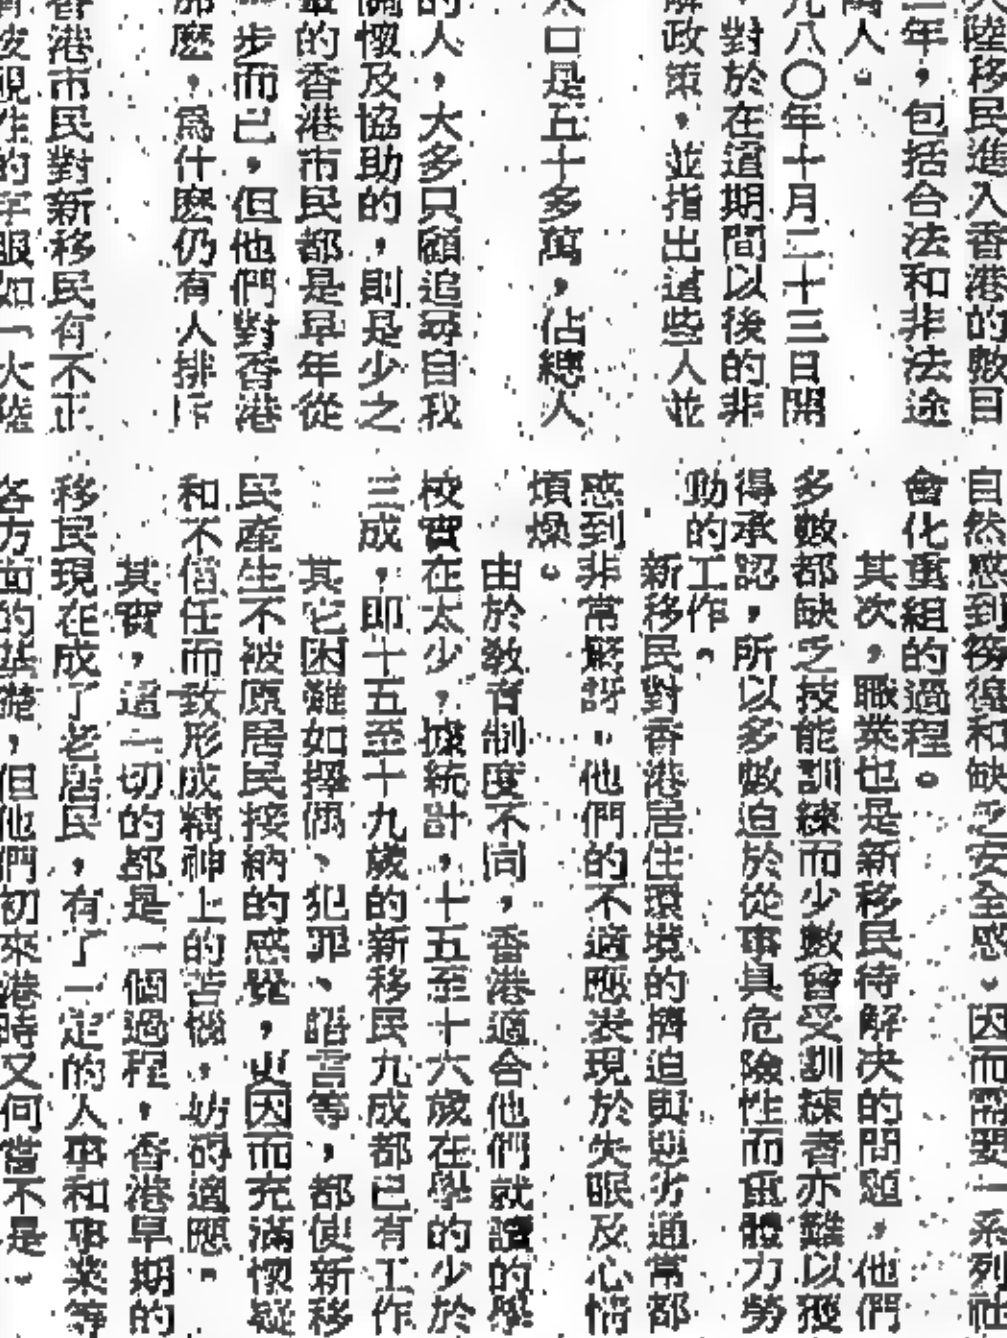 大陸移民進入香港的數目
二年，包括合法和非法途
萬人。
九八〇年十月二十三日開
對於在這期間以後的非
解政策，並指出這些人並
人口是五十多萬，佔總人
的人，大多只顧追尋自我
關懷及協助的，則是少之
的香港市民都是早年從
步而已，但他們對香港
那麽，爲什麽仍有人排斥
香港市民對新移民有不正
的 如「大陸
自然感到徬徨和缺乏安全感。因而需要一系列社
會化重組的過程。
其次，職業也是新移民待解決的問題，他們
多數都缺乏技能訓練而少數曾受訓練者亦難以獲
得承認，所以多數迫於從事具危險性而重體力勞
動的工作。
新移民對香港居住環境的擠迫與惡劣通常都
感到非常驚訝。他們的不適應表現於失眠及心情
煩燥。
由於教育制度不同，香港適合他們就讀的學
校實在太少，據統計，十五至十六歲在學的少於
三成，即十五至十九歲的新移民九成都已有工作
其它困難如擇偶、犯罪、語言等，都使新移
民產生不被原居民接納的感覺，更因而充滿懷疑
和不信任而致形成精神上的苦惱，妨碍適應。
其實，這一切的都是一個過程，香港早期的
移民現在成了老居民，有了一定的人事和事業等
各方面的基礎，但他們初來港時又何嘗不是。